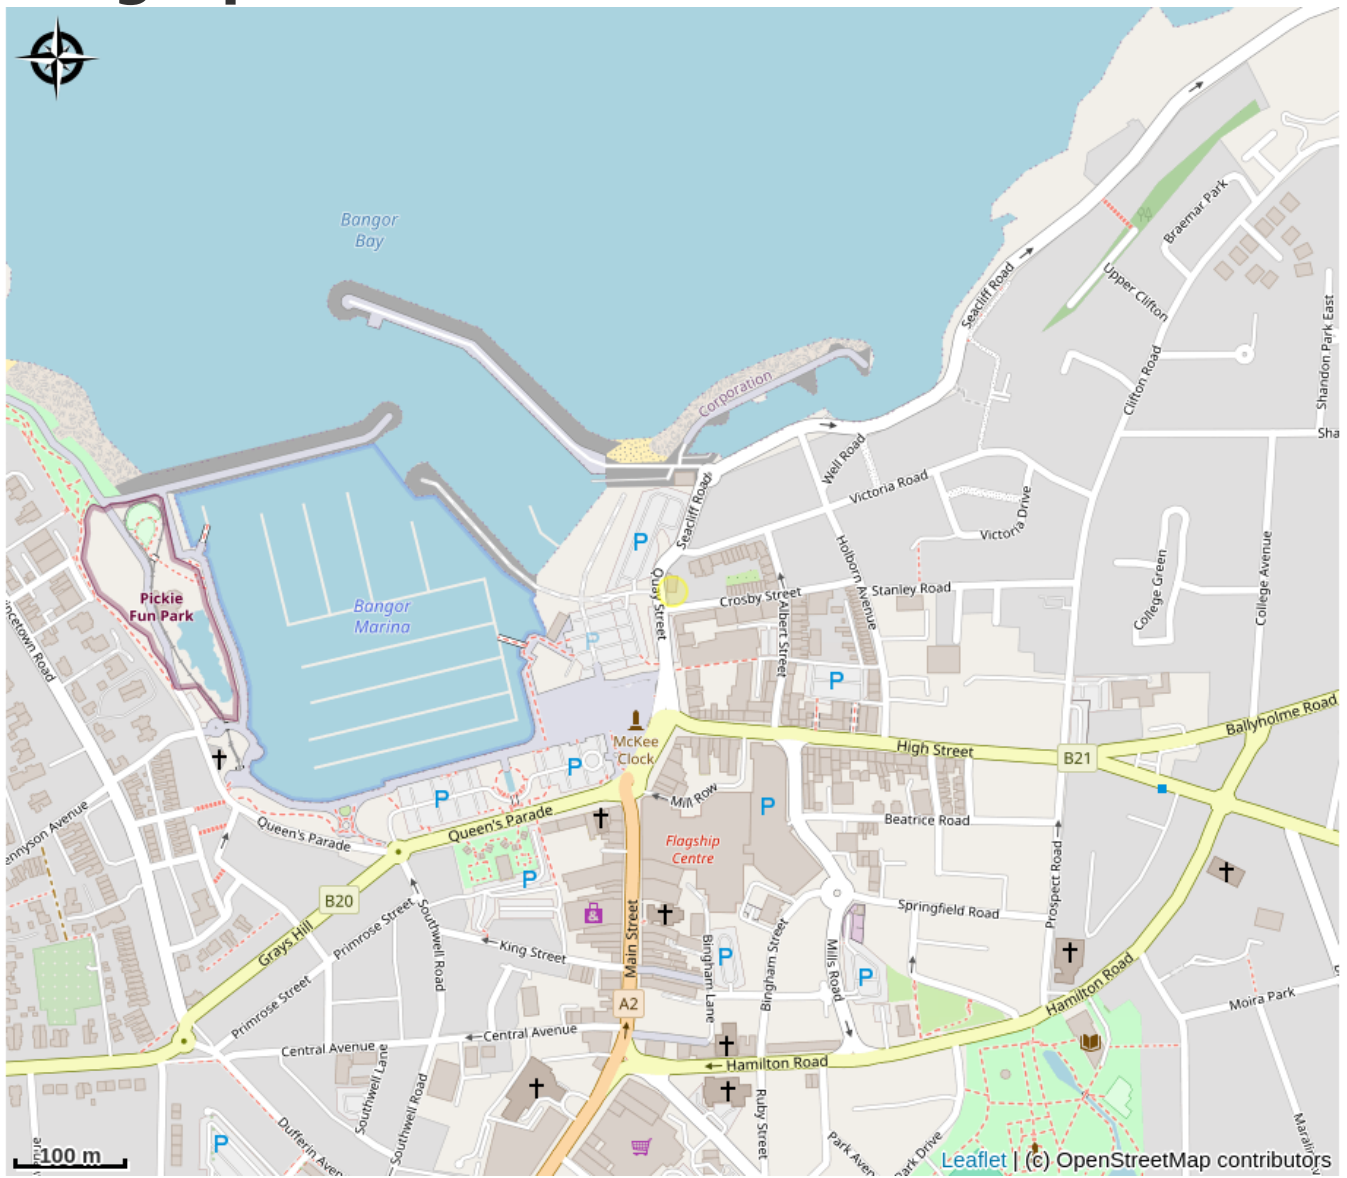 Bangor
Bay
Braemar Park
Upper Clifton
Seacliff Road
Shandon Park East
Clifton Road
Corporation
Sha
Well Road
Victoria Road
Seacliff Road
Victoria Drive
P
Holborn Avenue
College Green
College Avenue
Pickie
Fun Park
Bangor
Marina
Quay Street
Crosby Street
Stanley Road
Albert Street
P
P
Ballyholme Road
McKee
Clock
High Street
B21
P
P
Mill Row
P
Queen's Parade
Queen's Parade
Beatrice Road
Flagship
Centre
ennyson Avenue
P
B20
Prospect Road
Primrose Street
Southwell Road
Springfield Road
Grays Hill
King Street
Main Street
Bingham Lane
P
Bingham Street
Mills Road
P
Hamilton Road
A2
Primrose Street
Moira Park
Central Avenue
Central Avenue
Southwell Lane
Hamilton Road
Southwell Road
Ruby Street
P
Dufferin Aven
Park Aven
Park Drive
100 m
Leaflet | (c) OpenStreetMap contributors